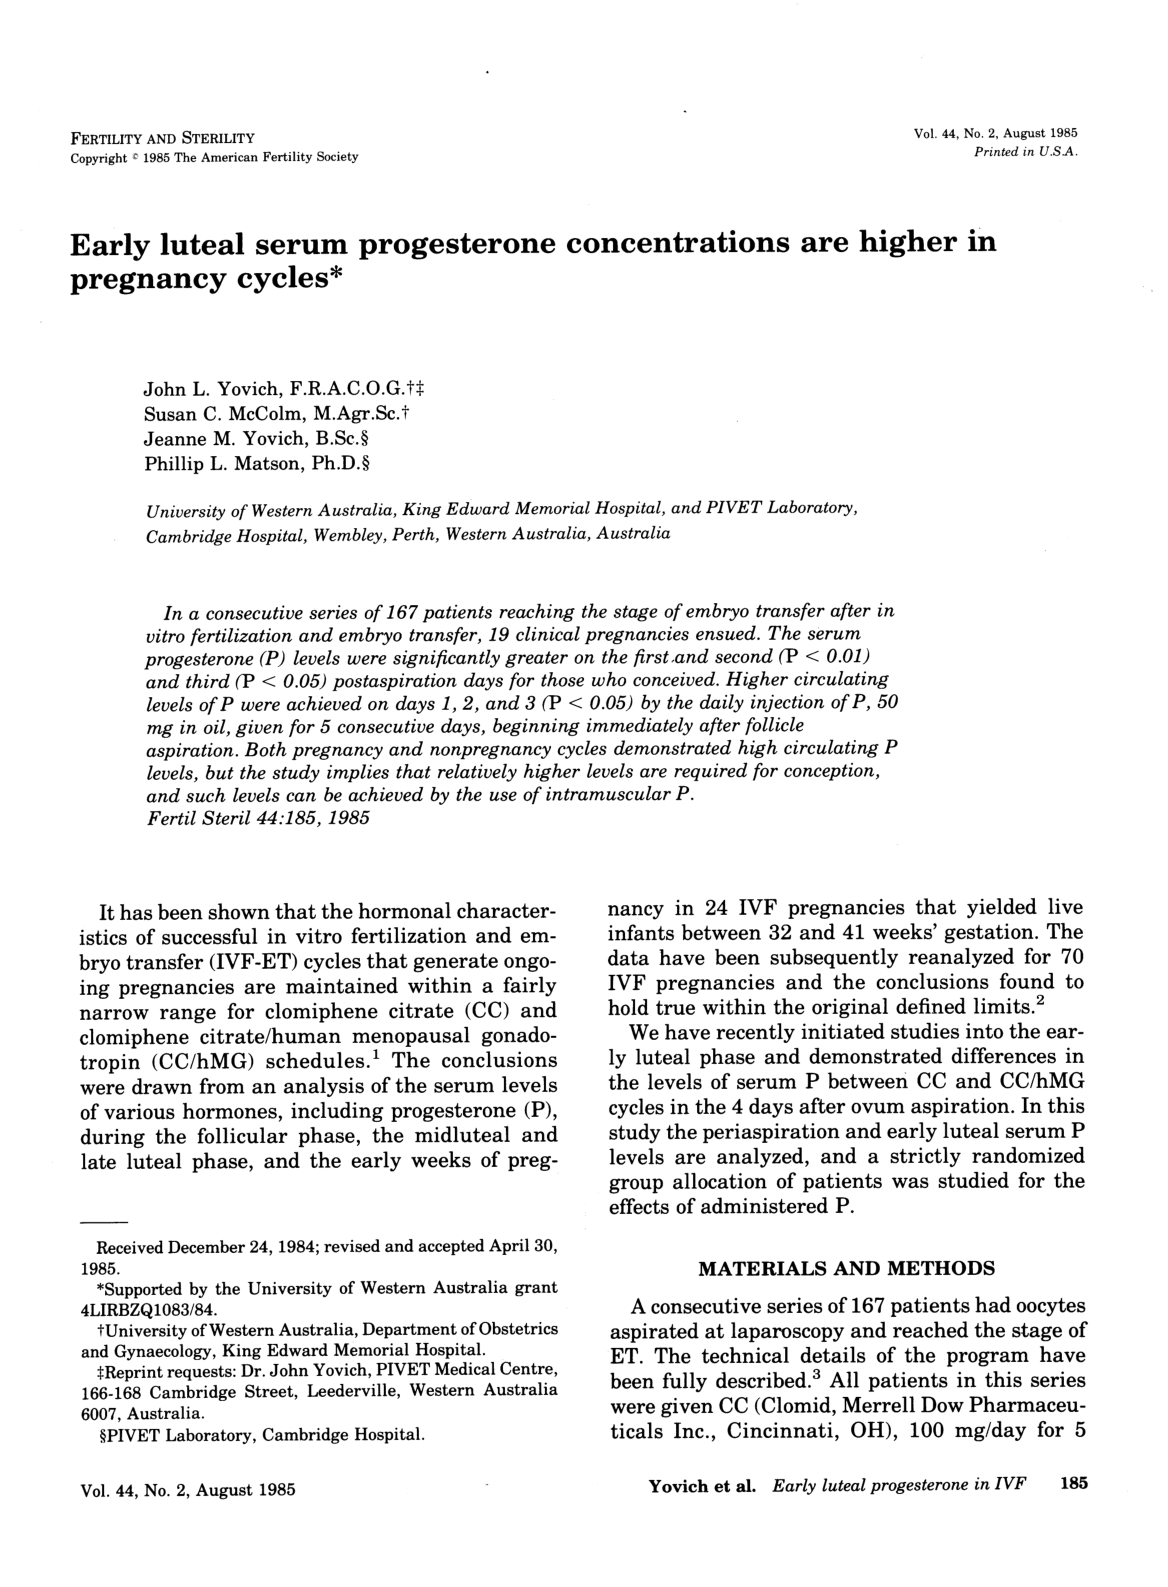 FERTILITY AND STERILITY
Copyright © 1985 The American Fertility Society
Vol. 44, No. 2, August 1985
Printed in U.S.A.
Early luteal serum progesterone concentrations are higher in
pregnancy cycles*
John L. Yovich, F.R.A.C.O.G.†‡
Susan C. McColm, M.Agr.Sc.†
Jeanne M. Yovich, B.Sc.§
Phillip L. Matson, Ph.D.§
University of Western Australia, King Edward Memorial Hospital, and PIVET Laboratory,
Cambridge Hospital, Wembley, Perth, Western Australia, Australia
In a consecutive series of 167 patients reaching the stage of embryo transfer after in
vitro fertilization and embryo transfer, 19 clinical pregnancies ensued. The serum
progesterone (P) levels were significantly greater on the first and second (P < 0.01)
and third (P < 0.05) postaspiration days for those who conceived. Higher circulating
levels of P were achieved on days 1, 2, and 3 (P < 0.05) by the daily injection of P, 50
mg in oil, given for 5 consecutive days, beginning immediately after follicle
aspiration. Both pregnancy and nonpregnancy cycles demonstrated high circulating P
levels, but the study implies that relatively higher levels are required for conception,
and such levels can be achieved by the use of intramuscular P.
Fertil Steril 44:185, 1985
It has been shown that the hormonal character-
istics of successful in vitro fertilization and em-
bryo transfer (IVF-ET) cycles that generate ongo-
ing pregnancies are maintained within a fairly
narrow range for clomiphene citrate (CC) and
clomiphene citrate/human menopausal gonado-
tropin (CC/hMG) schedules.1 The conclusions
were drawn from an analysis of the serum levels
of various hormones, including progesterone (P),
during the follicular phase, the midluteal and
late luteal phase, and the early weeks of preg-
Received December 24, 1984; revised and accepted April 30,
1985.
*Supported by the University of Western Australia grant
4LIRBZQ1083/84.
†University of Western Australia, Department of Obstetrics
and Gynaecology, King Edward Memorial Hospital.
‡Reprint requests: Dr. John Yovich, PIVET Medical Centre,
166-168 Cambridge Street, Leederville, Western Australia
6007, Australia.
§PIVET Laboratory, Cambridge Hospital.
nancy in 24 IVF pregnancies that yielded live
infants between 32 and 41 weeks' gestation. The
data have been subsequently reanalyzed for 70
IVF pregnancies and the conclusions found to
hold true within the original defined limits.2
We have recently initiated studies into the ear-
ly luteal phase and demonstrated differences in
the levels of serum P between CC and CC/hMG
cycles in the 4 days after ovum aspiration. In this
study the periaspiration and early luteal serum P
levels are analyzed, and a strictly randomized
group allocation of patients was studied for the
effects of administered P.
MATERIALS AND METHODS
A consecutive series of 167 patients had oocytes
aspirated at laparoscopy and reached the stage of
ET. The technical details of the program have
been fully described.3 All patients in this series
were given CC (Clomid, Merrell Dow Pharmaceu-
ticals Inc., Cincinnati, OH), 100 mg/day for 5
Vol. 44, No. 2, August 1985
Yovich et al. Early luteal progesterone in IVF 185